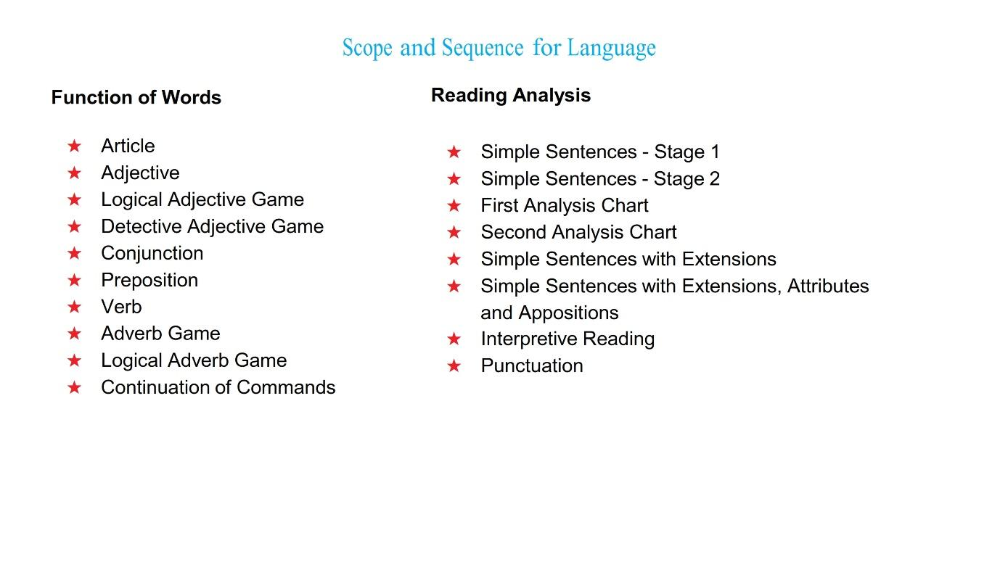 Scope and Sequence for Language
Function of Words
★ Article
★ Adjective
★ Logical Adjective Game
★ Detective Adjective Game
★ Conjunction
★ Preposition
★ Verb
★ Adverb Game
★ Logical Adverb Game
★ Continuation of Commands
Reading Analysis
★ Simple Sentences - Stage 1
★ Simple Sentences - Stage 2
★ First Analysis Chart
★ Second Analysis Chart
★ Simple Sentences with Extensions
★ Simple Sentences with Extensions, Attributes
and Appositions
★ Interpretive Reading
★ Punctuation